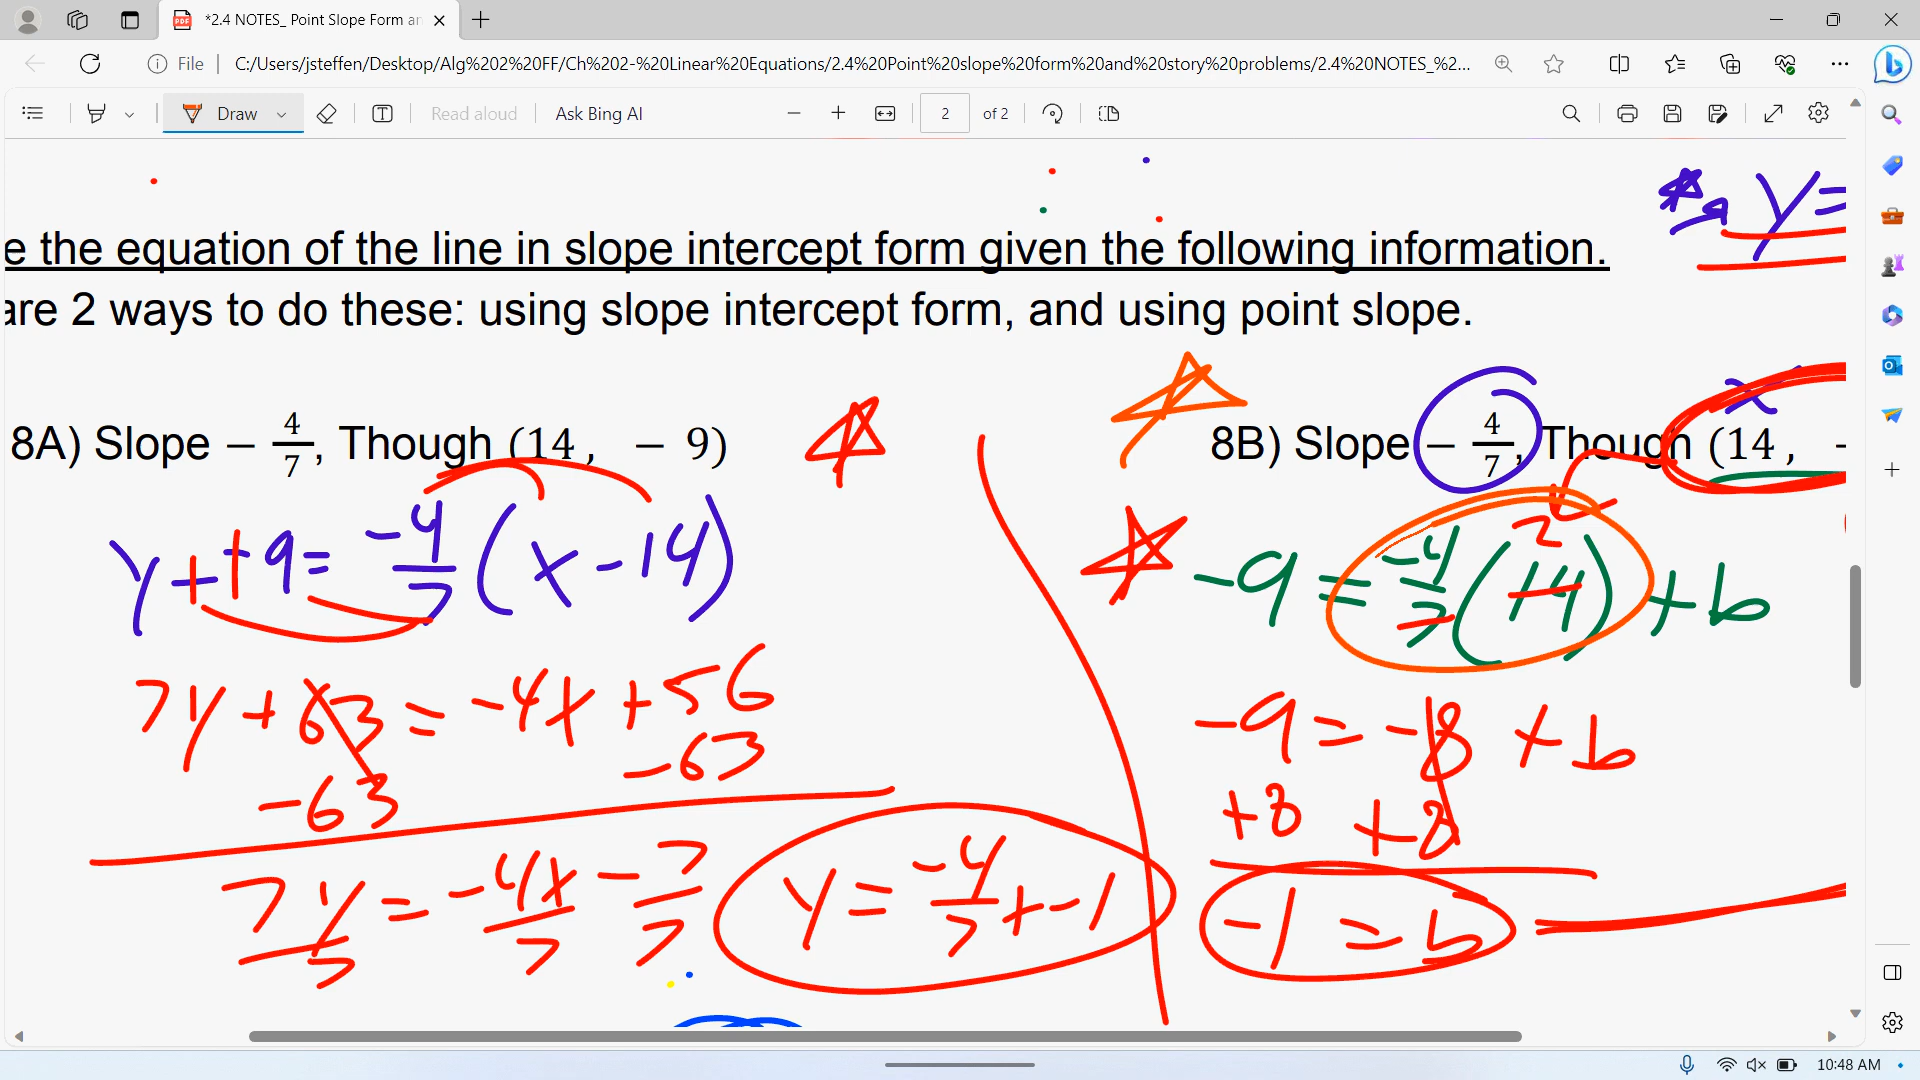 *2.4 NOTES_ Point Slope Form an
File
C:/Users/jsteffen/Desktop/Alg%202%20FF/Ch%202-%20Linear%20Equations/2.4%20Point%20slope%20form%20and%20story%20problems/2.4%20NOTES_%2...
Draw
Read aloud
Ask Bing AI
2 of 2
y=
e the equation of the line in slope intercept form given the following information.
are 2 ways to do these: using slope intercept form, and using point slope.
x
8A) Slope − 4/7, Though (14, − 9)
8B) Slope − 4/7, Though (14, −
y++9= -4/7 (x-14)
2
-9 = -4/7 (14) + b
7y + 63 = -4x + 56
-63
-63
-9 = -8 + b
+8 +8
7y/7 = -4x/7 - 7/7
y = -4/7 x - 1
-1 = b
10:48 AM